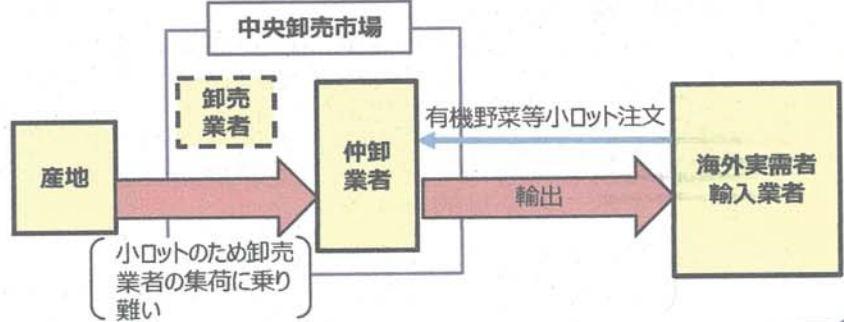 中央卸売市場
卸売
業者
産地
仲卸
業者
有機野菜等小ロット注文
輸出
海外実需者
輸入業者
小ロットのため卸売
業者の集荷に乗り
難い